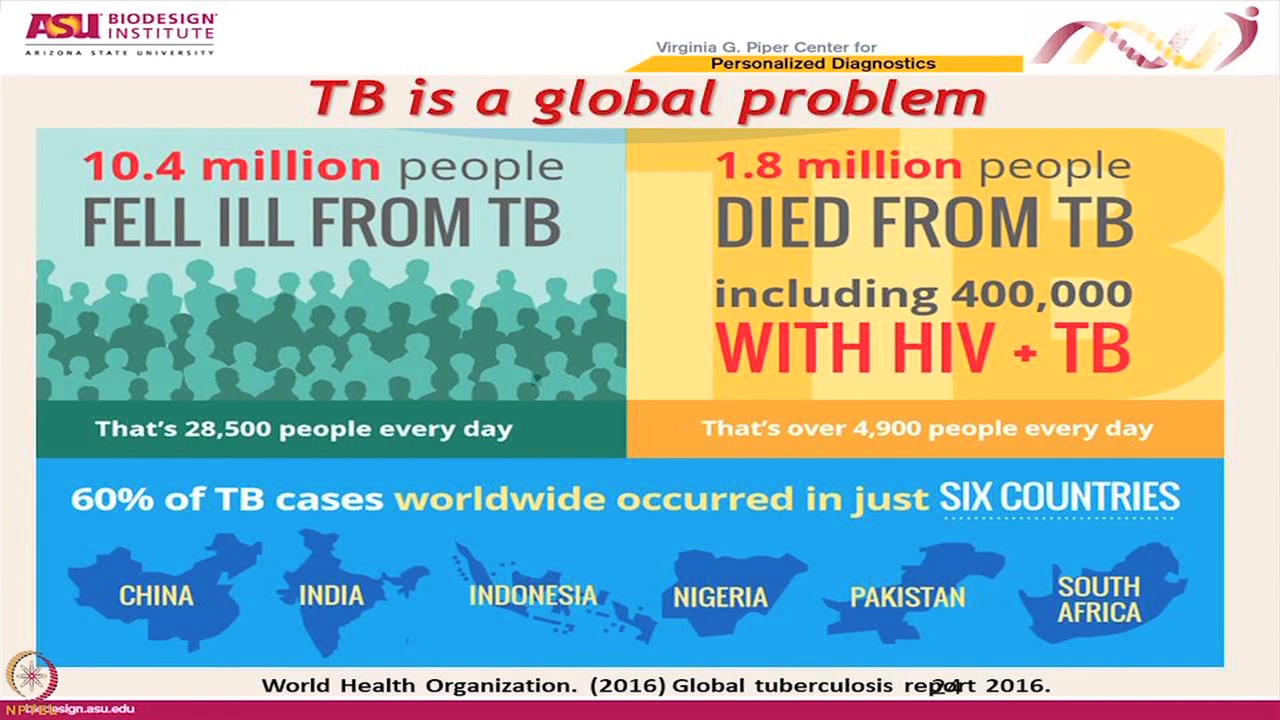 ASU BIODESIGN INSTITUTE
ARIZONA STATE UNIVERSITY
Virginia G. Piper Center for
Personalized Diagnostics
TB is a global problem
10.4 million people
FELL ILL FROM TB
That's 28,500 people every day
1.8 million people
DIED FROM TB
including 400,000
WITH HIV + TB
That's over 4,900 people every day
60% of TB cases worldwide occurred in just SIX COUNTRIES
CHINA
INDIA
INDONESIA
NIGERIA
PAKISTAN
SOUTH
AFRICA
World Health Organization. (2016) Global tuberculosis report 2016.
24
NPTEL
biodesign.asu.edu